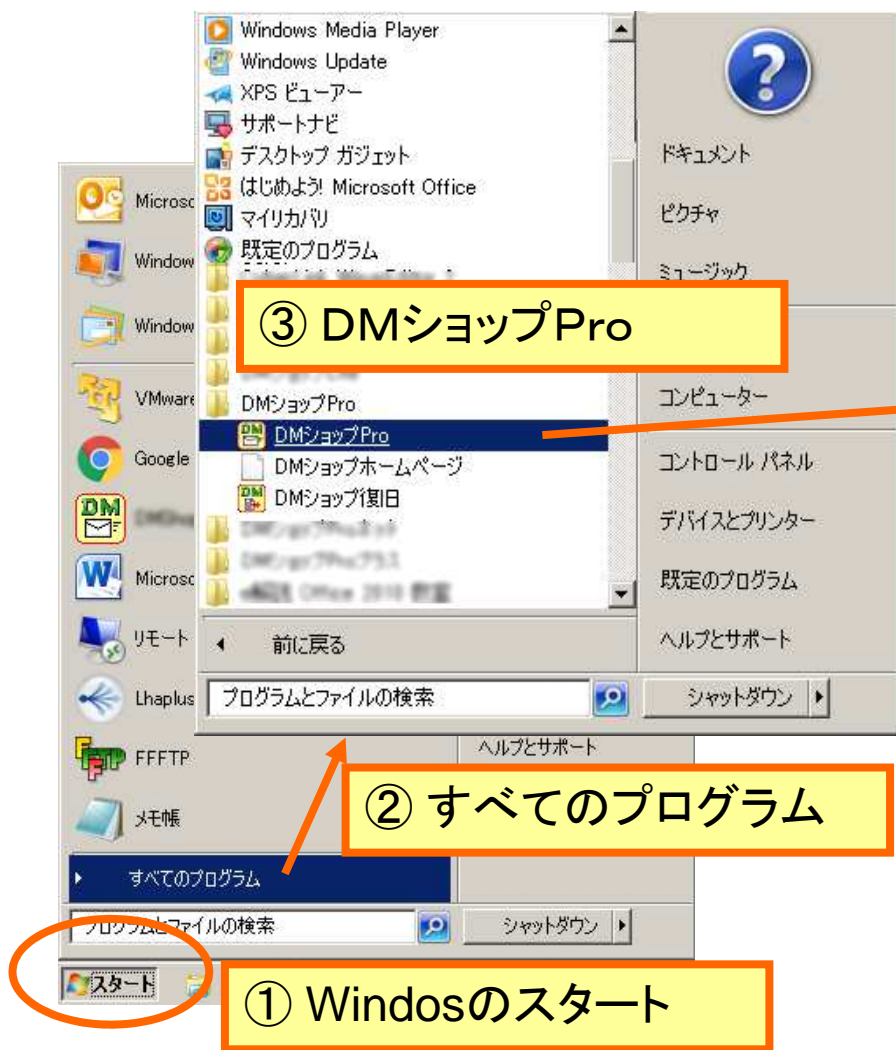 Windows Media Player
Windows Update
XPS ビューアー
サポートナビ
デスクトップ ガジェット
はじめよう! Microsoft Office
マイリカバリ
既定のプログラム
③ DMショップPro
DMショップPro
DMショップPro
DMショップホームページ
DMショップ復旧
前に戻る
プログラムとファイルの検索
ドキュメント
ピクチャ
ミュージック
コンピューター
コントロール パネル
デバイスとプリンター
既定のプログラム
ヘルプとサポート
シャットダウン
Microsc
Window
Window
VMware
Google
DM
Microsc
リモート
Lhaplus
FFFTP
メモ帳
ヘルプとサポート
② すべてのプログラム
すべてのプログラム
プログラムとファイルの検索
シャットダウン
スタート
① Windosのスタート